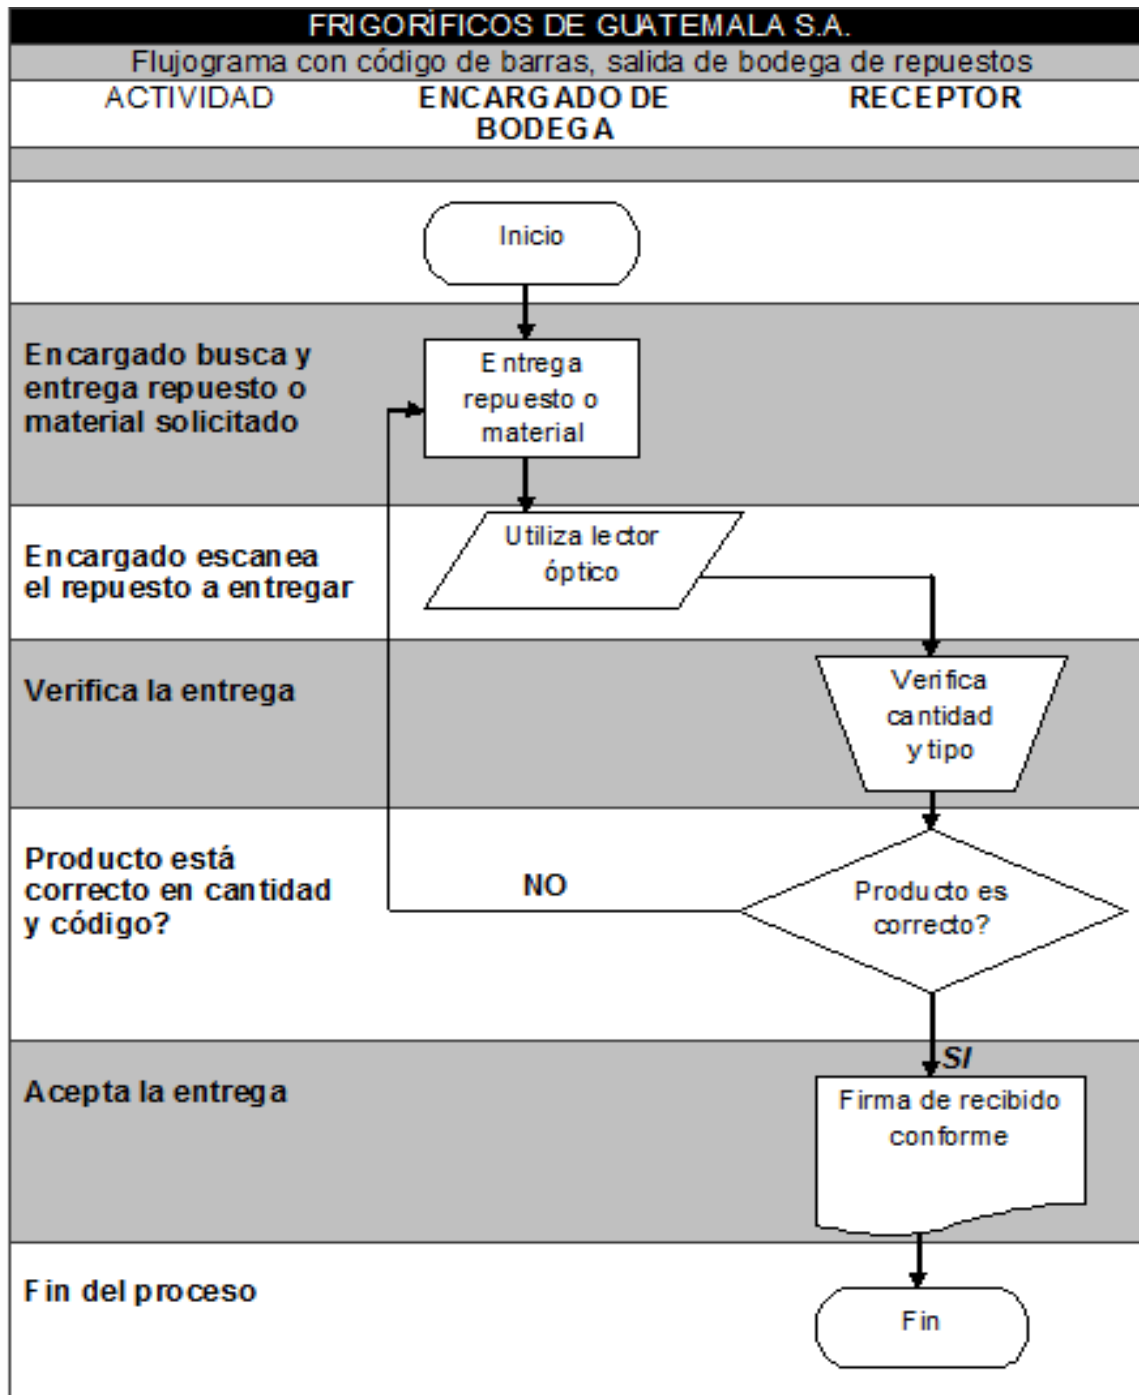 FRIGORÍFICOS DE GUATEMALA S.A.
Flujograma con código de barras, salida de bodega de repuestos
ACTIVIDAD
ENCARGADO DE
BODEGA
RECEPTOR
Inicio
Encargado busca y
entrega repuesto o
material solicitado
Entrega
repuesto o
material
Encargado escanea
el repuesto a entregar
Utiliza lector
óptico
Verifica la entrega
Verifica
cantidad
y tipo
Producto está
correcto en cantidad
y código?
NO
Producto es
correcto?
SI
Acepta la entrega
Firma de recibido
conforme
Fin del proceso
Fin